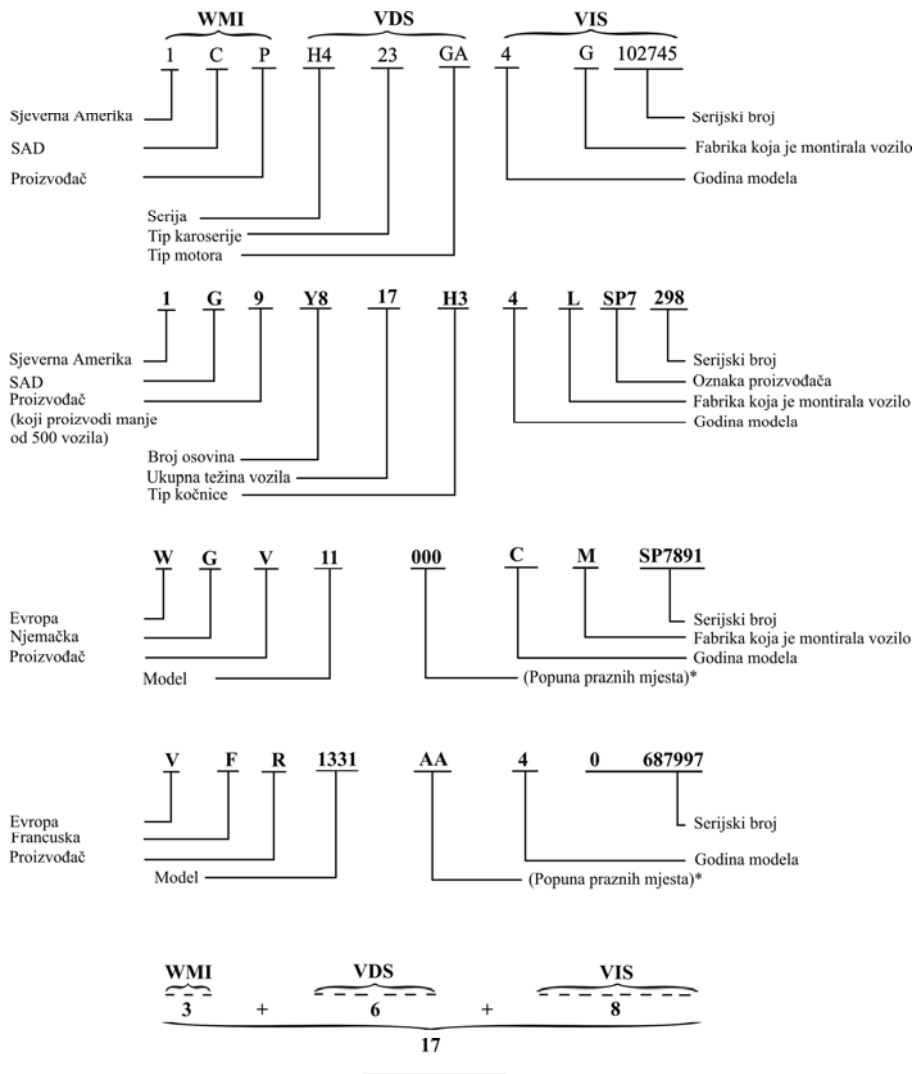 WMI VDS VIS
1 C P H4 23 GA 4 G 102745
Sjeverna Amerika Serijski broj
SAD Fabrika koja je montirala vozilo
Proizvođač Godina modela
Serija
Tip karoserije
Tip motora
1 G 9 Y8 17 H3 4 L SP7 298
Sjeverna Amerika Serijski broj
SAD Oznaka proizvođača
Proizvođač Fabrika koja je montirala vozilo
(koji proizvodi manje Godina modela
od 500 vozila)
Broj osovina
Ukupna težina vozila
Tip kočnice
W G V 11 000 C M SP7891
Evropa Serijski broj
Njemačka Fabrika koja je montirala vozilo
Proizvođač Godina modela
Model (Popuna praznih mjesta)*
V F R 1331 AA 4 0 687997
Evropa Serijski broj
Francuska
Proizvođač Godina modela
Model (Popuna praznih mjesta)*
WMI VDS VIS
3 + 6 + 8
17